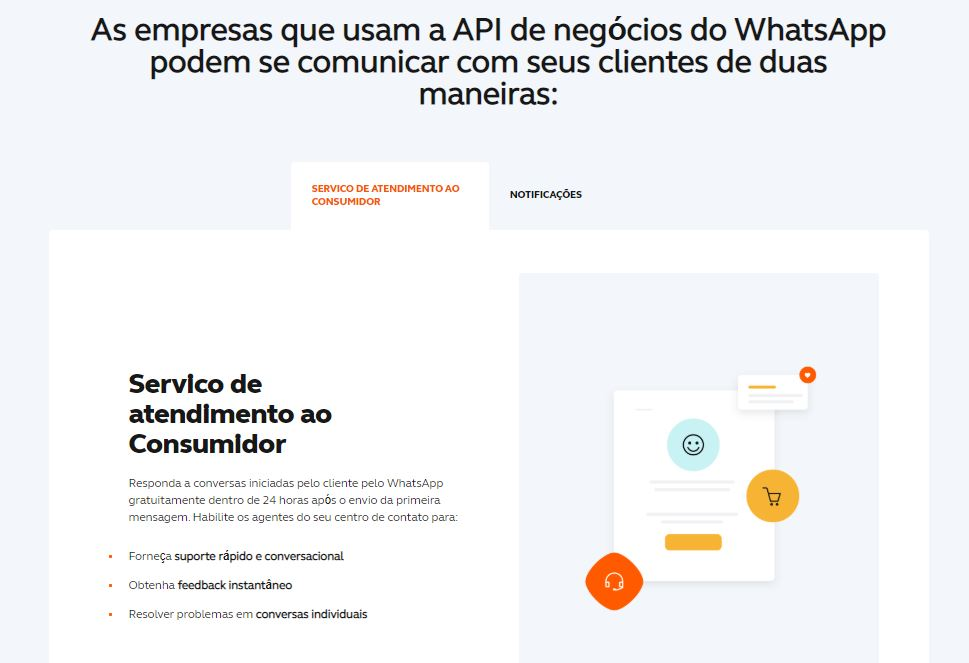 As empresas que usam a API de negócios do WhatsApp
podem se comunicar com seus clientes de duas
maneiras:
SERVICO DE ATENDIMENTO AO
CONSUMIDOR
NOTIFICAÇÕES
Servico de
atendimento ao
Consumidor
Responda a conversas iniciadas pelo cliente pelo WhatsApp
gratuitamente dentro de 24 horas após o envio da primeira
mensagem. Habilite os agentes do seu centro de contato para:
Forneça suporte rápido e conversacional
Obtenha feedback instantâneo
Resolver problemas em conversas individuais